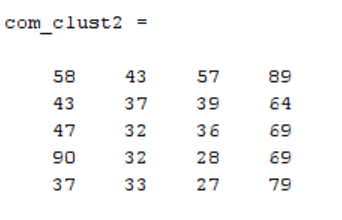 com_clust2 =
58 43 57 89
43 37 39 64
47 32 36 69
90 32 28 69
37 33 27 79